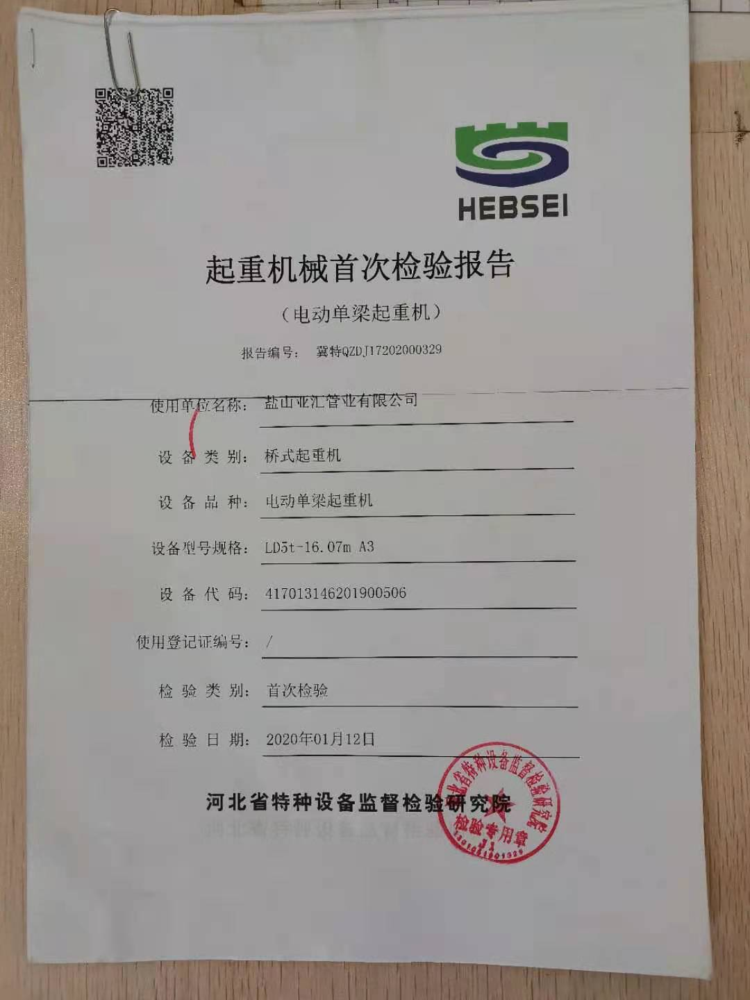 HEBSEI
起重机械首次检验报告
（电动单梁起重机）
报告编号： 冀特QZDJ17202000329
使用单位名称： 盐山亚汇管业有限公司
设备类别： 桥式起重机
设备品种： 电动单梁起重机
设备型号规格： LD5t-16.07m A3
设备代码： 417013146201900506
使用登记证编号： /
检验类别： 首次检验
检验日期： 2020年01月12日
河北省特种设备监督检验研究院
河北省特种设备监督检验研究院
检验专用章
J1